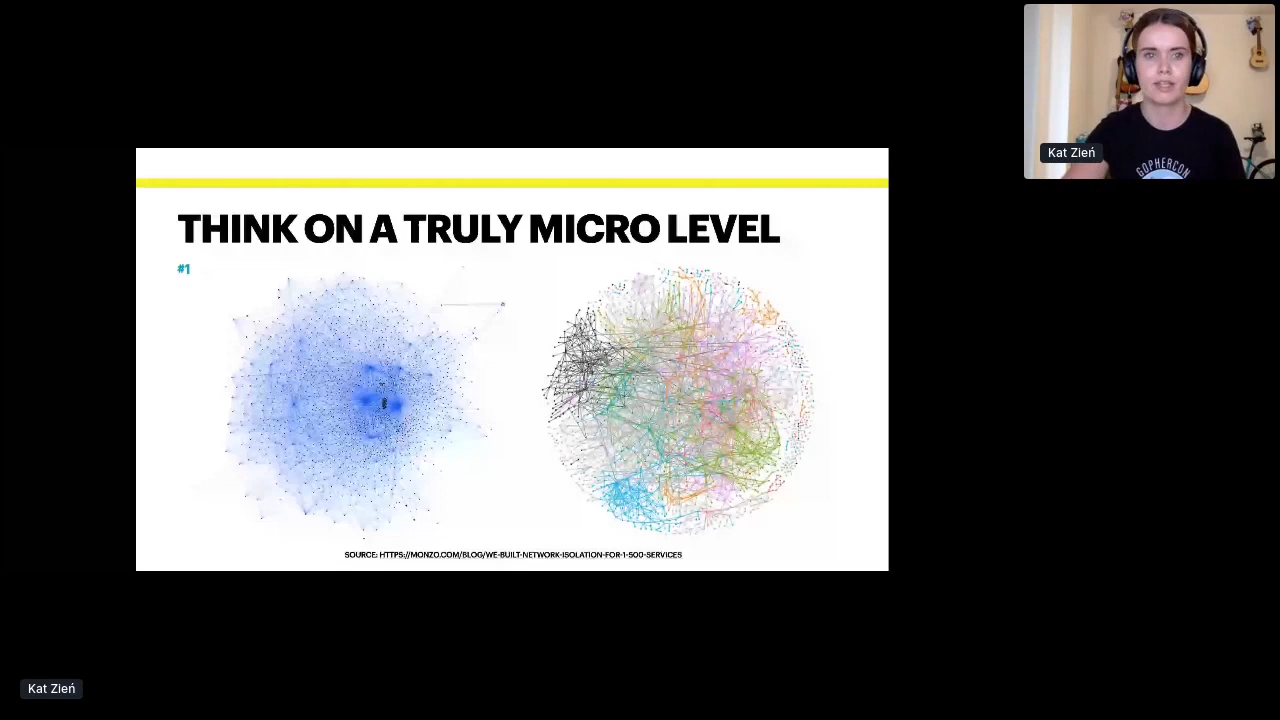 THINK ON A TRULY MICRO LEVEL
#1
SOURCE: HTTPS://MONZO.COM/BLOG/WE-BUILT-NETWORK-ISOLATION-FOR-1-500-SERVICES
GOPHERCON
Kat Zień
Kat Zień